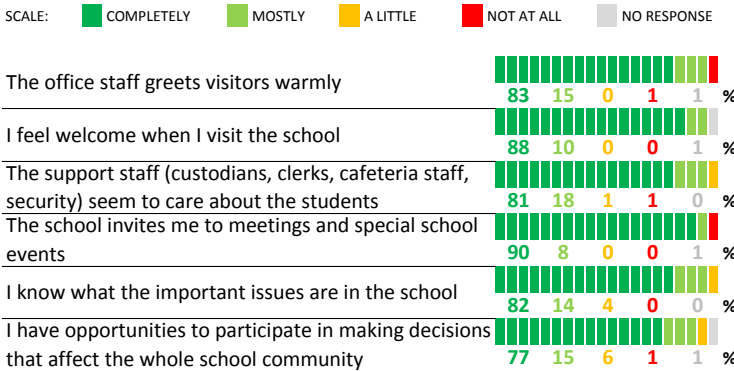 SCALE: COMPLETELY MOSTLY A LITTLE NOT AT ALL NO RESPONSE
The office staff greets visitors warmly
83 15 0 1 1 %
I feel welcome when I visit the school
88 10 0 0 1 %
The support staff (custodians, clerks, cafeteria staff,
security) seem to care about the students
81 18 1 1 0 %
The school invites me to meetings and special school
events
90 8 0 0 1 %
I know what the important issues are in the school
82 14 4 0 0 %
I have opportunities to participate in making decisions
that affect the whole school community
77 15 6 1 1 %